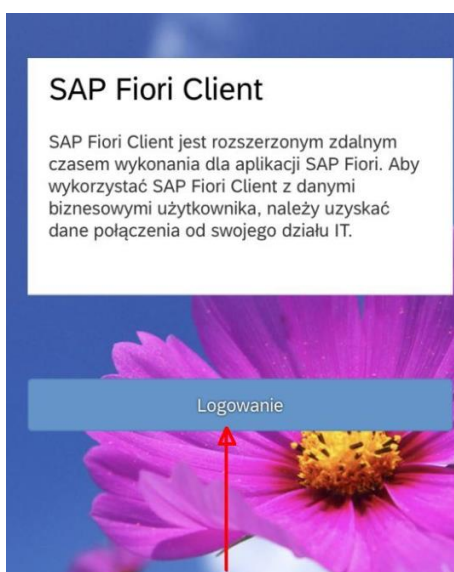 SAP Fiori Client
SAP Fiori Client jest rozszerzonym zdalnym
czasem wykonania dla aplikacji SAP Fiori. Aby
wykorzystać SAP Fiori Client z danymi
biznesowymi użytkownika, należy uzyskać
dane połączenia od swojego działu IT.
Logowanie